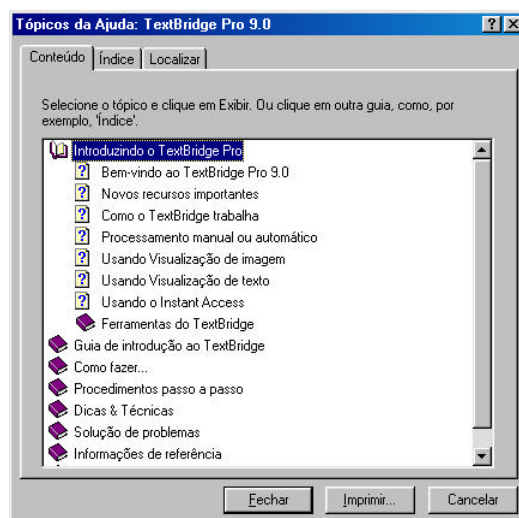 Tópicos da Ajuda: TextBridge Pro 9.0
Conteúdo Índice Localizar
Selecione o tópico e clique em Exibir. Ou clique em outra guia, como, por
exemplo, 'Índice'.
Introduzindo o TextBridge Pro
Bem-vindo ao TextBridge Pro 9.0
Novos recursos importantes
Como o TextBridge trabalha
Processamento manual ou automático
Usando Visualização de imagem
Usando Visualização de texto
Usando o Instant Access
Ferramentas do TextBridge
Guia de introdução ao TextBridge
Como fazer...
Procedimentos passo a passo
Dicas & Técnicas
Solução de problemas
Informações de referência
Fechar Imprimir... Cancelar